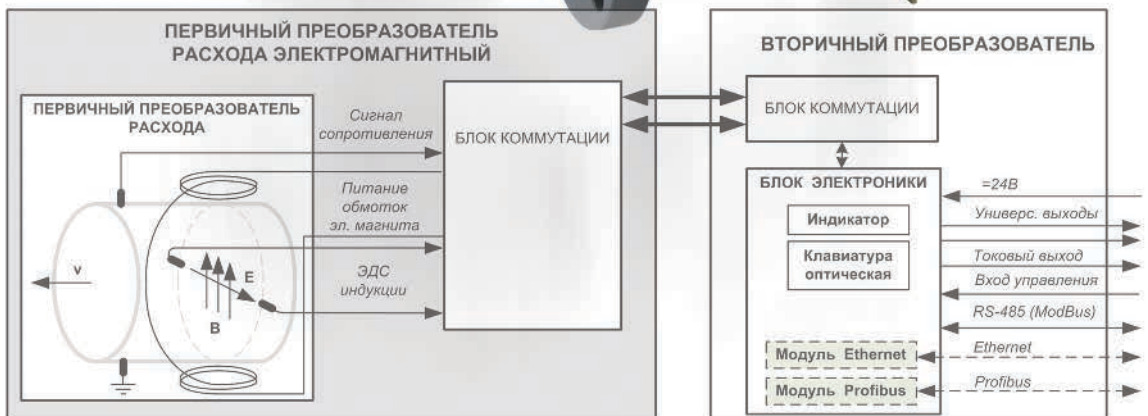 ПЕРВИЧНЫЙ ПРЕОБРАЗОВАТЕЛЬ
РАСХОДА ЭЛЕКТРОМАГНИТНЫЙ
ПЕРВИЧНЫЙ ПРЕОБРАЗОВАТЕЛЬ
РАСХОДА
v
E
B
Сигнал
сопротивления
Питание
обмоток
эл. магнита
ЭДС
индукции
БЛОК КОММУТАЦИИ
ВТОРИЧНЫЙ ПРЕОБРАЗОВАТЕЛЬ
БЛОК КОММУТАЦИИ
БЛОК ЭЛЕКТРОНИКИ
Индикатор
Клавиатура
оптическая
Модуль Ethernet
Модуль Profibus
=24В
Универс. выходы
Токовый выход
Вход управления
RS-485 (ModBus)
Ethernet
Profibus